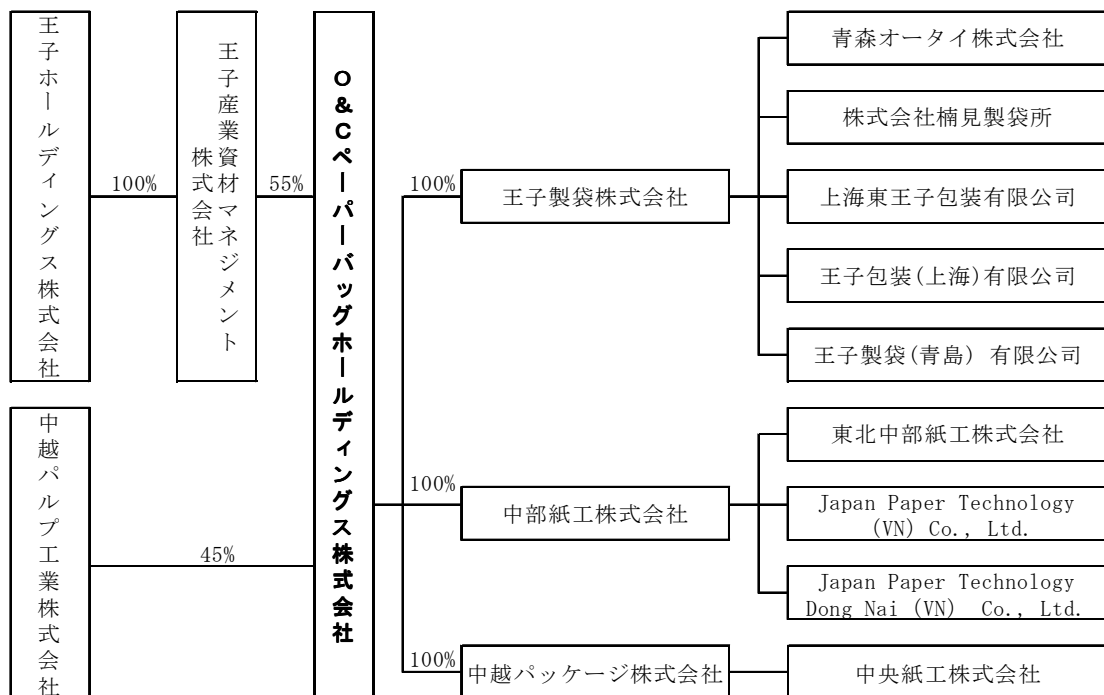 王子ホールディングス株式会社
100%
王子産業資材マネジメント
株式会社
55%
O&Cペーパーバッグホールディングス株式会社
中越パルプ工業株式会社
45%
100%
王子製袋株式会社
青森オータイ株式会社
株式会社楠見製袋所
上海東王子包装有限公司
王子包装(上海)有限公司
王子製袋(青島) 有限公司
100%
中部紙工株式会社
東北中部紙工株式会社
Japan Paper Technology
(VN) Co., Ltd.
Japan Paper Technology
Dong Nai (VN) Co., Ltd.
100%
中越パッケージ株式会社
中央紙工株式会社